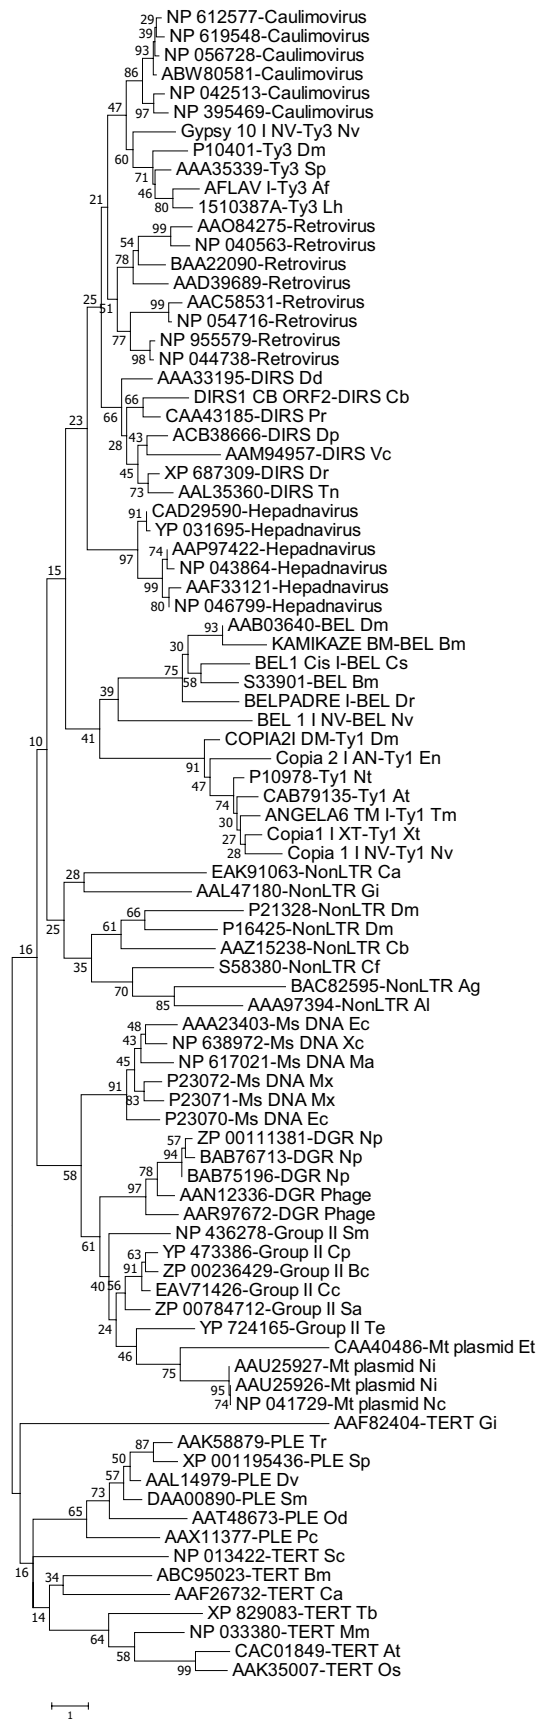 29 NP 612577-Caulimovirus
39 NP 619548-Caulimovirus
93 NP 056728-Caulimovirus
ABW80581-Caulimovirus
86
NP 042513-Caulimovirus
97 NP 395469-Caulimovirus
47
Gypsy 10 I NV-Ty3 Nv
60 P10401-Ty3 Dm
71 AAA35339-Ty3 Sp
46 AFLAV I-Ty3 Af
80 1510387A-Ty3 Lh
21
99 AAO84275-Retrovirus
54 NP 040563-Retrovirus
78 BAA22090-Retrovirus
AAD39689-Retrovirus
25 51
99 AAC58531-Retrovirus
NP 054716-Retrovirus
77 NP 955579-Retrovirus
98 NP 044738-Retrovirus
AAA33195-DIRS Dd
66 DIRS1 CB ORF2-DIRS Cb
66 CAA43185-DIRS Pr
23
28 43 ACB38666-DIRS Dp
AAM94957-DIRS Vc
45 XP 687309-DIRS Dr
73 AAL35360-DIRS Tn
91 CAD29590-Hepadnavirus
YP 031695-Hepadnavirus
97 74 AAP97422-Hepadnavirus
NP 043864-Hepadnavirus
15 99 AAF33121-Hepadnavirus
80 NP 046799-Hepadnavirus
93 AAB03640-BEL Dm
30 KAMIKAZE BM-BEL Bm
BEL1 Cis I-BEL Cs
75 58 S33901-BEL Bm
39 BELPADRE I-BEL Dr
BEL 1 I NV-BEL Nv
41
10 COPIA2I DM-Ty1 Dm
91 Copia 2 I AN-Ty1 En
47 P10978-Ty1 Nt
74 CAB79135-Ty1 At
30 ANGELA6 TM I-Ty1 Tm
27 Copia1 I XT-Ty1 Xt
28 Copia 1 I NV-Ty1 Nv
28 EAK91063-NonLTR Ca
AAL47180-NonLTR Gi
25
66 P21328-NonLTR Dm
61 P16425-NonLTR Dm
16 AAZ15238-NonLTR Cb
35 S58380-NonLTR Cf
70 BAC82595-NonLTR Ag
85 AAA97394-NonLTR Al
48 AAA23403-Ms DNA Ec
43 NP 638972-Ms DNA Xc
45 NP 617021-Ms DNA Ma
91 P23072-Ms DNA Mx
83 P23071-Ms DNA Mx
P23070-Ms DNA Ec
57 ZP 00111381-DGR Np
94 BAB76713-DGR Np
58 78 BAB75196-DGR Np
97 AAN12336-DGR Phage
AAR97672-DGR Phage
61 NP 436278-Group II Sm
63 YP 473386-Group II Cp
91 ZP 00236429-Group II Bc
40 56 EAV71426-Group II Cc
ZP 00784712-Group II Sa
24 YP 724165-Group II Te
46 CAA40486-Mt plasmid Et
75 AAU25927-Mt plasmid Ni
95 AAU25926-Mt plasmid Ni
74 NP 041729-Mt plasmid Nc
AAF82404-TERT Gi
87 AAK58879-PLE Tr
50 XP 001195436-PLE Sp
57 AAL14979-PLE Dv
73 DAA00890-PLE Sm
65 AAT48673-PLE Od
AAX11377-PLE Pc
16 NP 013422-TERT Sc
34 ABC95023-TERT Bm
AAF26732-TERT Ca
14 XP 829083-TERT Tb
64 NP 033380-TERT Mm
58 CAC01849-TERT At
99 AAK35007-TERT Os
1